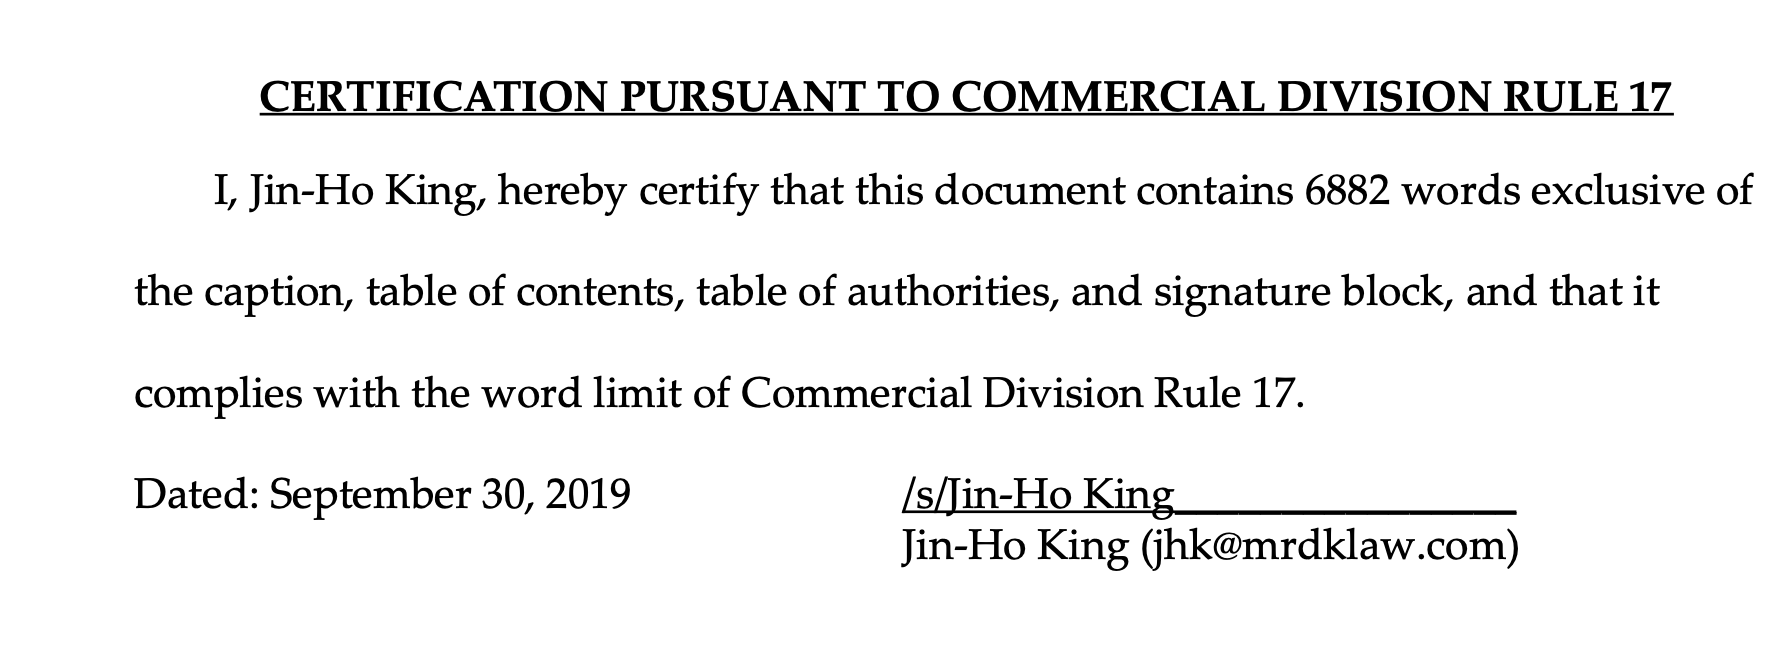 CERTIFICATION PURSUANT TO COMMERCIAL DIVISION RULE 17
I, Jin-Ho King, hereby certify that this document contains 6882 words exclusive of
the caption, table of contents, table of authorities, and signature block, and that it
complies with the word limit of Commercial Division Rule 17.
Dated: September 30, 2019 /s/Jin-Ho King________________
Jin-Ho King (jhk@mrdklaw.com)